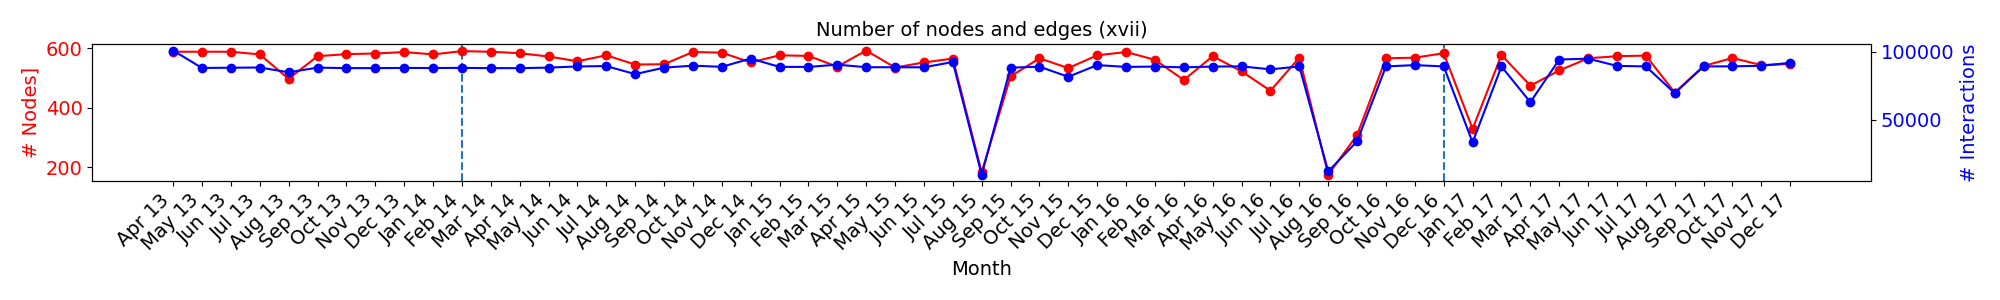 Number of nodes and edges (xvii)
600
400
200
# Nodes]
100000
50000
# Interactions
Apr 13
May 13
Jun 13
Jul 13
Aug 13
Sep 13
Oct 13
Nov 13
Dec 13
Jan 14
Feb 14
Mar 14
Apr 14
May 14
Jun 14
Jul 14
Aug 14
Sep 14
Oct 14
Nov 14
Dec 14
Jan 15
Feb 15
Mar 15
Apr 15
May 15
Jun 15
Jul 15
Aug 15
Sep 15
Oct 15
Nov 15
Dec 15
Jan 16
Feb 16
Mar 16
Apr 16
May 16
Jun 16
Jul 16
Aug 16
Sep 16
Oct 16
Nov 16
Dec 16
Jan 17
Feb 17
Mar 17
Apr 17
May 17
Jun 17
Jul 17
Aug 17
Sep 17
Oct 17
Nov 17
Dec 17
Month